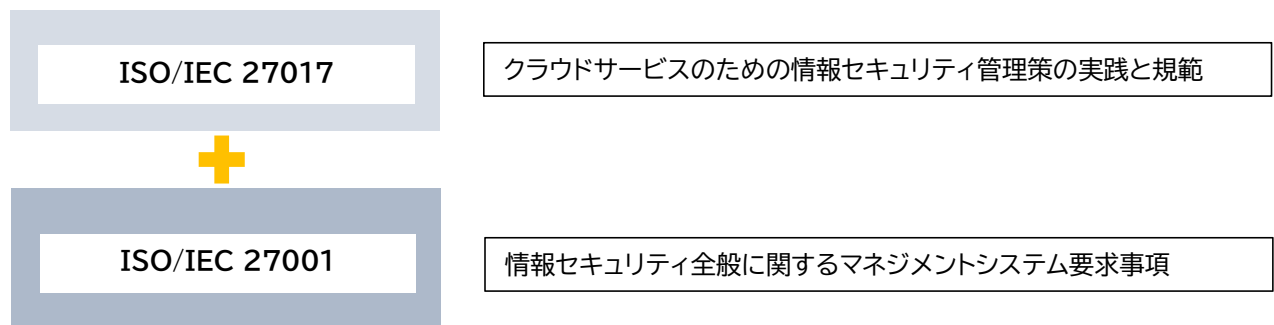 ISO/IEC 27017
クラウドサービスのための情報セキュリティ管理策の実践と規範
ISO/IEC 27001
情報セキュリティ全般に関するマネジメントシステム要求事項